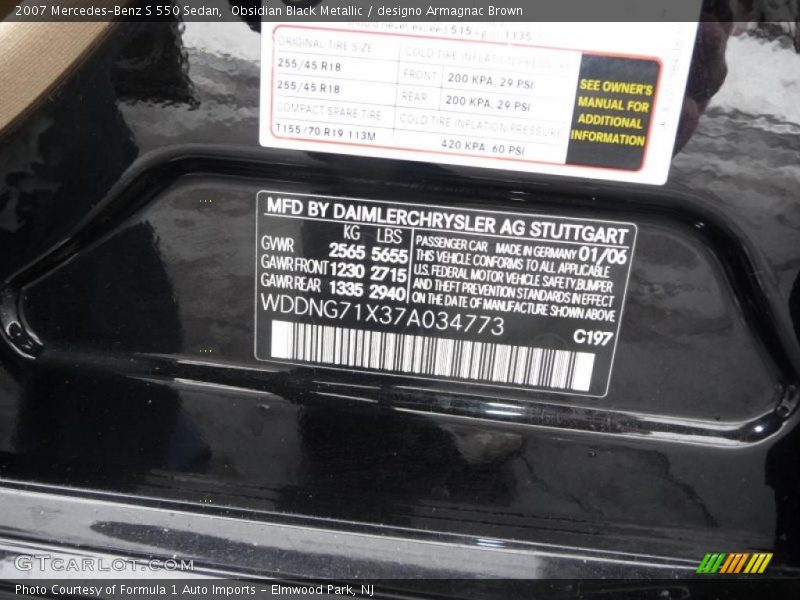 2007 Mercedes-Benz S 550 Sedan,  Obsidian Black Metallic / designo Armagnac Brown
exceed 515 kg 1135
ORIGINAL TIRE SIZE COLD TIRE INFLATION PRESSURE
255/45 R18 FRONT 200 KPA, 29 PSI
255/45 R18 REAR 200 KPA, 29 PSI
COMPACT SPARE TIRE COLD TIRE INFLATION PRESSURE
T155/70 R19 113M 420 KPA, 60 PSI
SEE OWNER'S
MANUAL FOR
ADDITIONAL
INFORMATION
MFD BY DAIMLERCHRYSLER AG STUTTGART
KG LBS
GVWR 2565 5655
GAWR FRONT 1230 2715
GAWR REAR 1335 2940
PASSENGER CAR MADE IN GERMANY 01/06
THIS VEHICLE CONFORMS TO ALL APPLICABLE
U.S. FEDERAL MOTOR VEHICLE SAFETY, BUMPER
AND THEFT PREVENTION STANDARDS IN EFFECT
ON THE DATE OF MANUFACTURE SHOWN ABOVE
WDDNG71X37A034773
C197
GTCARLOT.COM
Photo Courtesy of Formula 1 Auto Imports - Elmwood Park, NJ